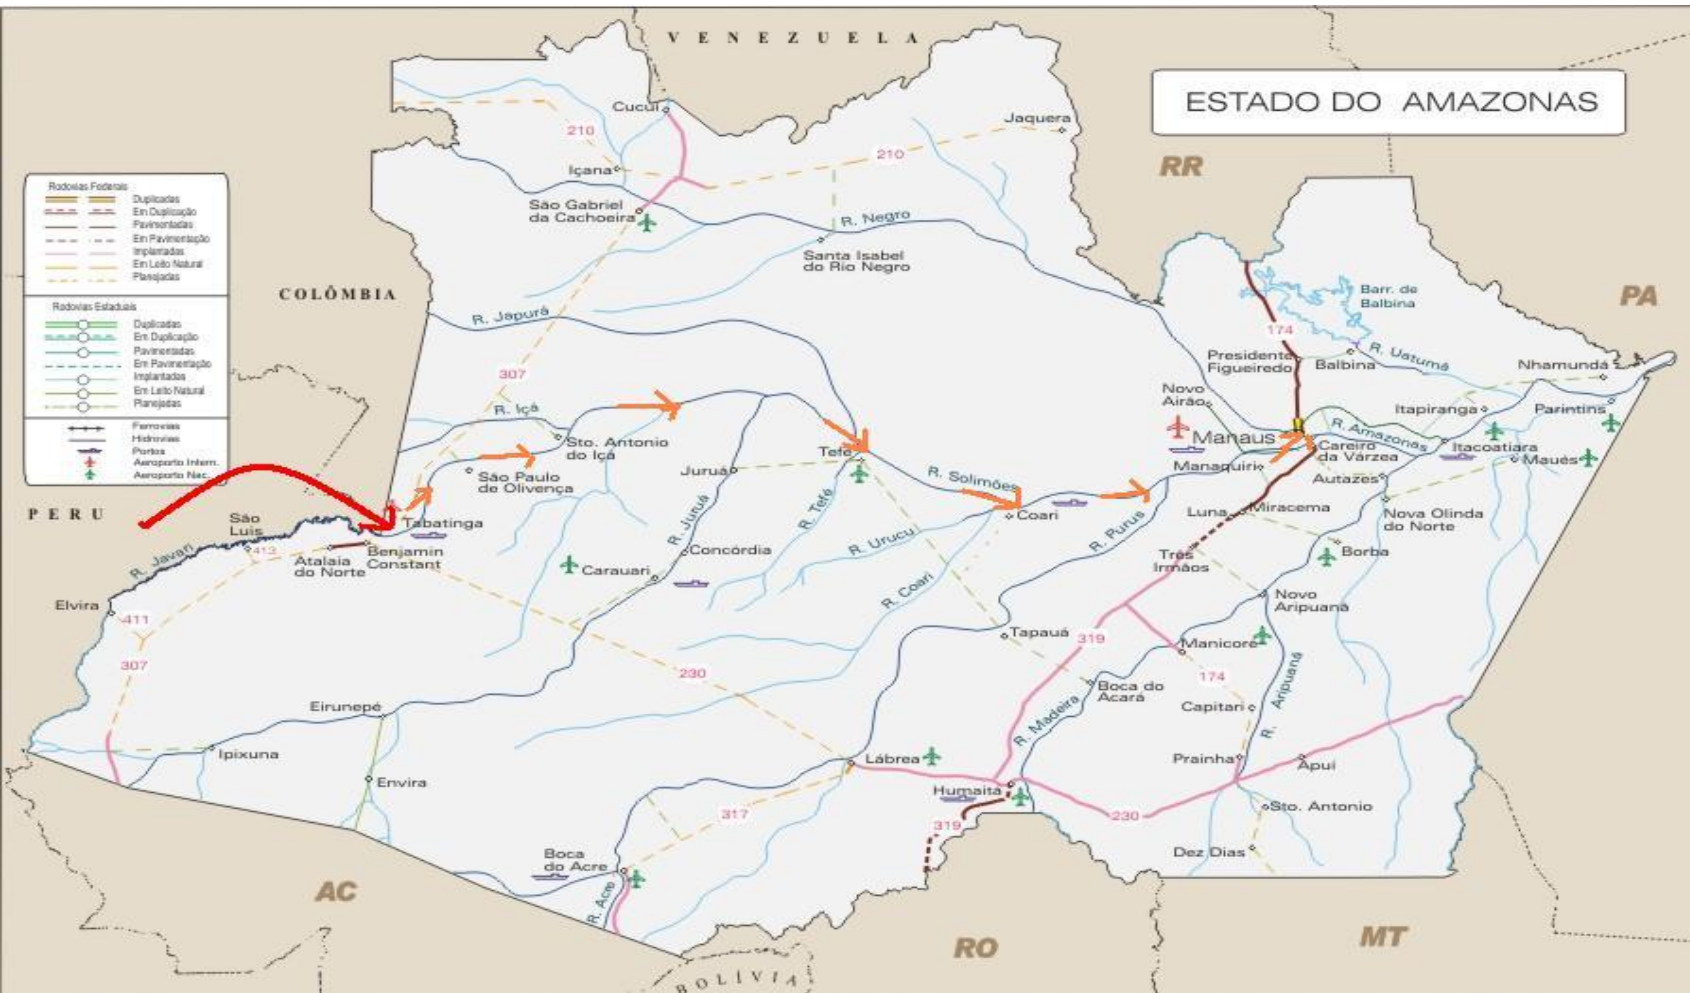 VENEZUELA
ESTADO DO AMAZONAS
Cucuí
Jaquera
210
210
RR
Içana
Rodovias Federais
Duplicadas
Em Duplicação
Pavimentadas
Em Pavimentação
Implantadas
Em Leito Natural
Planejadas
São Gabriel
da Cachoeira
R. Negro
Santa Isabel
do Rio Negro
COLÔMBIA
Barr. de
Balbina
PA
Rodovias Estaduais
Duplicadas
Em Duplicação
Pavimentadas
Em Pavimentação
Implantadas
Em Leito Natural
Planejadas
R. Japurá
174
Presidente
Figueiredo
Balbina
R. Uatumã
Nhamundá
307
Novo
Airão
R. Içá
Itapiranga
Parintins
Ferrovias
Hidrovias
Portos
Aeroporto Intern.
Aeroporto Nac.
Sto. Antonio
do Içá
Tefé
Manaus
R. Amazonas
Careiro
da Várzea
Itacoatiara
Maués
São Paulo
de Olivença
Juruá
R. Solimões
Manaquiri
Autazes
PERU
São
Luis
Tabatinga
R. Juruá
R. Tefé
Coari
Luna
Miracema
Nova Olinda
do Norte
R. Javari
413
Atalaia
do Norte
Benjamin
Constant
Concórdia
R. Urucu
R. Purus
Três
Irmãos
Borba
Carauari
R. Coari
Elvira
411
Novo
Aripuanã
307
Tapauá
319
Manicoré
230
174
Boca do
Acará
R. Aripuanã
Eirunepé
R. Madeira
Capitari
Ipixuna
Lábrea
Prainha
Apuí
Envira
Humaitá
317
319
230
Sto. Antonio
Boca
do Acre
Dez Dias
AC
R. Acre
RO
MT
BOLÍVIA